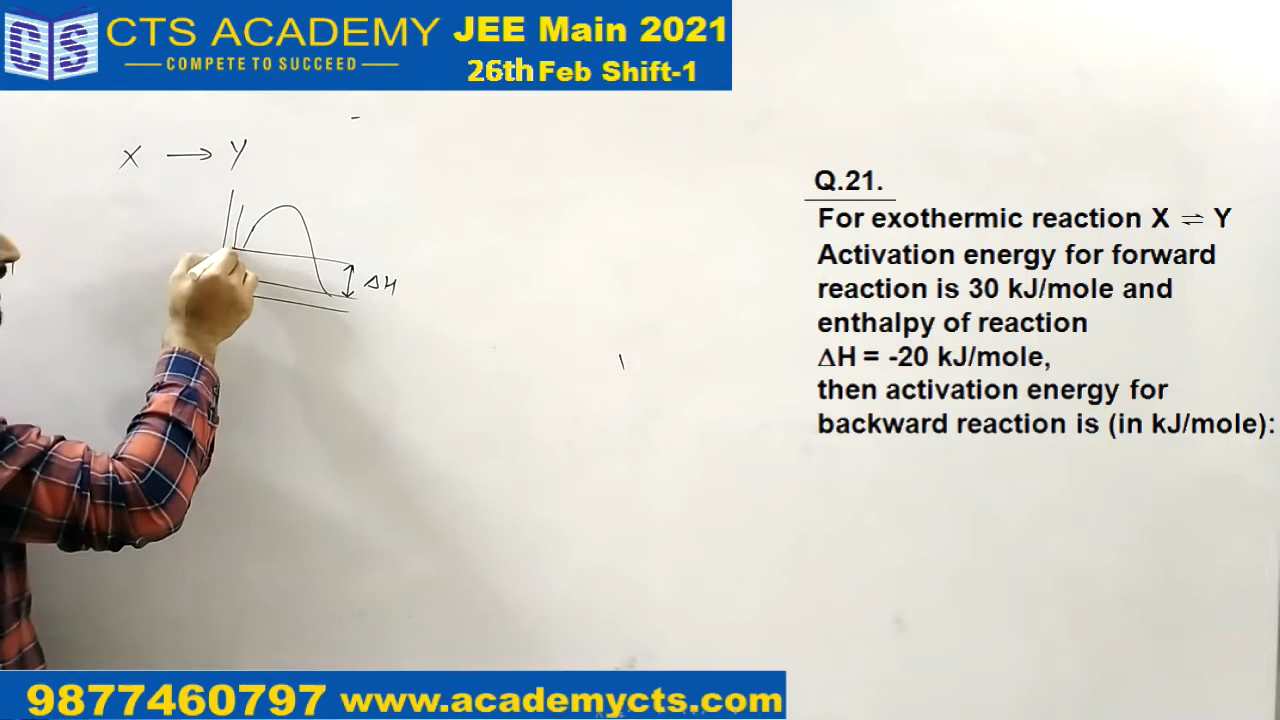 CS CTS ACADEMY
COMPETE TO SUCCEED
JEE Main 2021
26th Feb Shift-1
X → Y
ΔH
Q.21.
For exothermic reaction X ⇌ Y
Activation energy for forward
reaction is 30 kJ/mole and
enthalpy of reaction
ΔH = -20 kJ/mole,
then activation energy for
backward reaction is (in kJ/mole):
9877460797 www.academycts.com